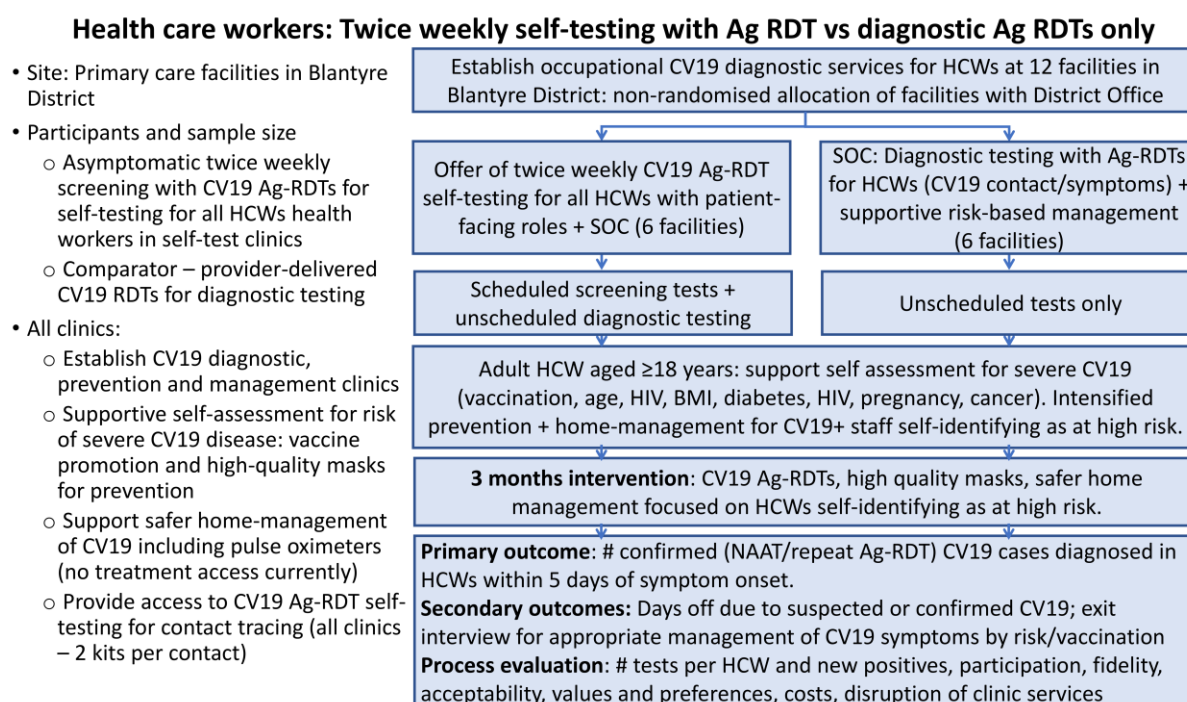 Health care workers: Twice weekly self-testing with Ag RDT vs diagnostic Ag RDTs only
• Site: Primary care facilities in Blantyre
District
• Participants and sample size
o Asymptomatic twice weekly
screening with CV19 Ag-RDTs for
self-testing for all HCWs health
workers in self-test clinics
o Comparator – provider-delivered
CV19 RDTs for diagnostic testing
• All clinics:
o Establish CV19 diagnostic,
prevention and management clinics
o Supportive self-assessment for risk
of severe CV19 disease: vaccine
promotion and high-quality masks
for prevention
o Support safer home-management
of CV19 including pulse oximeters
(no treatment access currently)
o Provide access to CV19 Ag-RDT self-
testing for contact tracing (all clinics
– 2 kits per contact)
Establish occupational CV19 diagnostic services for HCWs at 12 facilities in
Blantyre District: non-randomised allocation of facilities with District Office
Offer of twice weekly CV19 Ag-RDT
self-testing for all HCWs with patient-
facing roles + SOC (6 facilities)
SOC: Diagnostic testing with Ag-RDTs
for HCWs (CV19 contact/symptoms) +
supportive risk-based management
(6 facilities)
Scheduled screening tests +
unscheduled diagnostic testing
Unscheduled tests only
Adult HCW aged ≥18 years: support self assessment for severe CV19
(vaccination, age, HIV, BMI, diabetes, HIV, pregnancy, cancer). Intensified
prevention + home-management for CV19+ staff self-identifying as at high risk.
3 months intervention: CV19 Ag-RDTs, high quality masks, safer home
management focused on HCWs self-identifying as at high risk.
Primary outcome: # confirmed (NAAT/repeat Ag-RDT) CV19 cases diagnosed in
HCWs within 5 days of symptom onset.
Secondary outcomes: Days off due to suspected or confirmed CV19; exit
interview for appropriate management of CV19 symptoms by risk/vaccination
Process evaluation: # tests per HCW and new positives, participation, fidelity,
acceptability, values and preferences, costs, disruption of clinic services